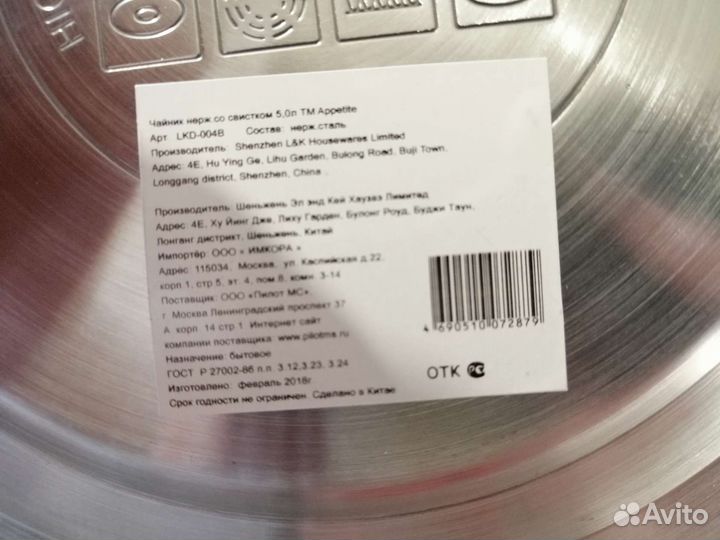 HIG
Чайник нерж.со свистком 5,0л ТМ Appetite
Арт. LKD-004B Состав: нерж.сталь
Производитель: Shenzhen L&K Housewares Limited
Адрес: 4E, Hu Ying Ge, Lihu Garden, Bulong Road, Buji Town,
Longgang district, Shenzhen, China .
Производитель: Шеньжень Эл энд Кей Хаузвэз Лимитед
Адрес: 4E, Ху Йинг Дже, Лиху Гарден, Булонг Роуд, Буджи Таун,
Лонганг дистрикт, Шеньжень, Китай
Импортёр: ООО « ИМКОРА »
Адрес: 115034, Москва, ул. Каспийская д.22,
корп 1, стр 5, эт. 4, пом 8, комн. 3-14
Поставщик: ООО «Пилот МС»,
г. Москва Ленинградский проспект 37
А корп 14 стр 1 Интернет сайт
компании поставщика: www.pilotms.ru
Назначение: бытовое
ГОСТ Р 27002-86 п.п. 3.12,3.23, 3.24
Изготовлено: февраль 2018г
Срок годности не ограничен. Сделано в Китае
4 690510 072879
ОТК РС
Avito